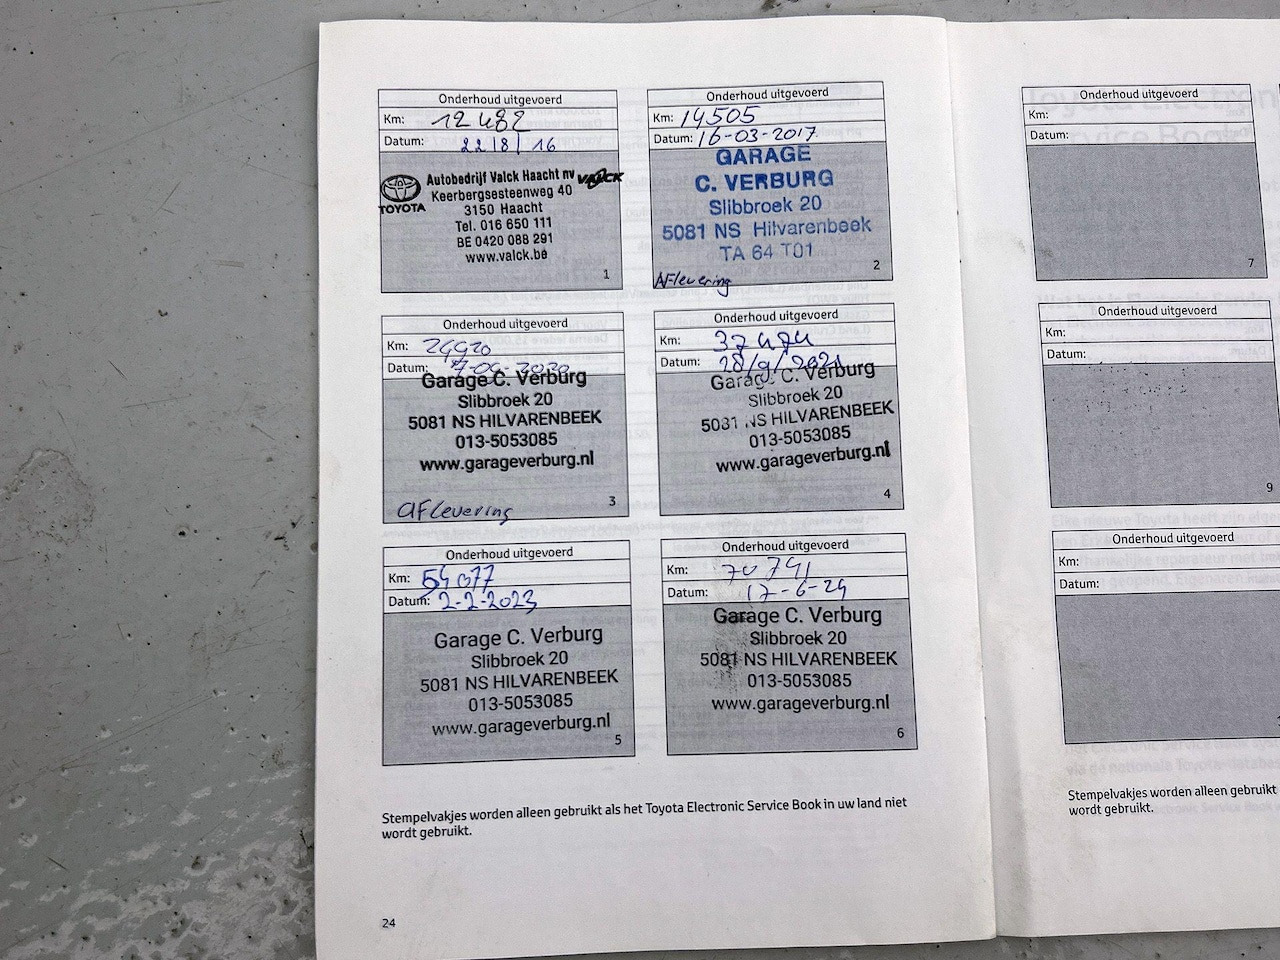 Onderhoud uitgevoerd
Km: 12 482
Datum: 22/8/16
TOYOTA
Autobedrijf Valck Haacht nv VALCK
Keerbergsesteenweg 40
3150 Haacht
Tel. 016 650 111
BE 0420 088 291
www.valck.be
1
Onderhoud uitgevoerd
Km: 14505
Datum: 16-03-2017
GARAGE
C. VERBURG
Slibbroek 20
5081 NS Hilvarenbeek
TA 64 T01
AFlevering
2
Onderhoud uitgevoerd
Km: 24920
Datum: 2020
Garage C. Verburg
Slibbroek 20
5081 NS HILVARENBEEK
013-5053085
www.garageverburg.nl
AFlevering
3
Onderhoud uitgevoerd
Km: 37474
Datum: 28/9/2021
Garage C. Verburg
Slibbroek 20
5081 NS HILVARENBEEK
013-5053085
www.garageverburg.nl
4
Onderhoud uitgevoerd
Km: 54077
Datum: 2-2-2023
Garage C. Verburg
Slibbroek 20
5081 NS HILVARENBEEK
013-5053085
www.garageverburg.nl
5
Onderhoud uitgevoerd
Km: 70791
Datum: 17-6-24
Garage C. Verburg
Slibbroek 20
5081 NS HILVARENBEEK
013-5053085
www.garageverburg.nl
6
Stempelvakjes worden alleen gebruikt als het Toyota Electronic Service Book in uw land niet
wordt gebruikt.
24
Onderhoud uitgevoerd
Km:
Datum:
7
Onderhoud uitgevoerd
Km:
Datum:
9
Onderhoud uitgevoerd
Km:
Datum:
Stempelvakjes worden alleen gebruikt
wordt gebruikt.